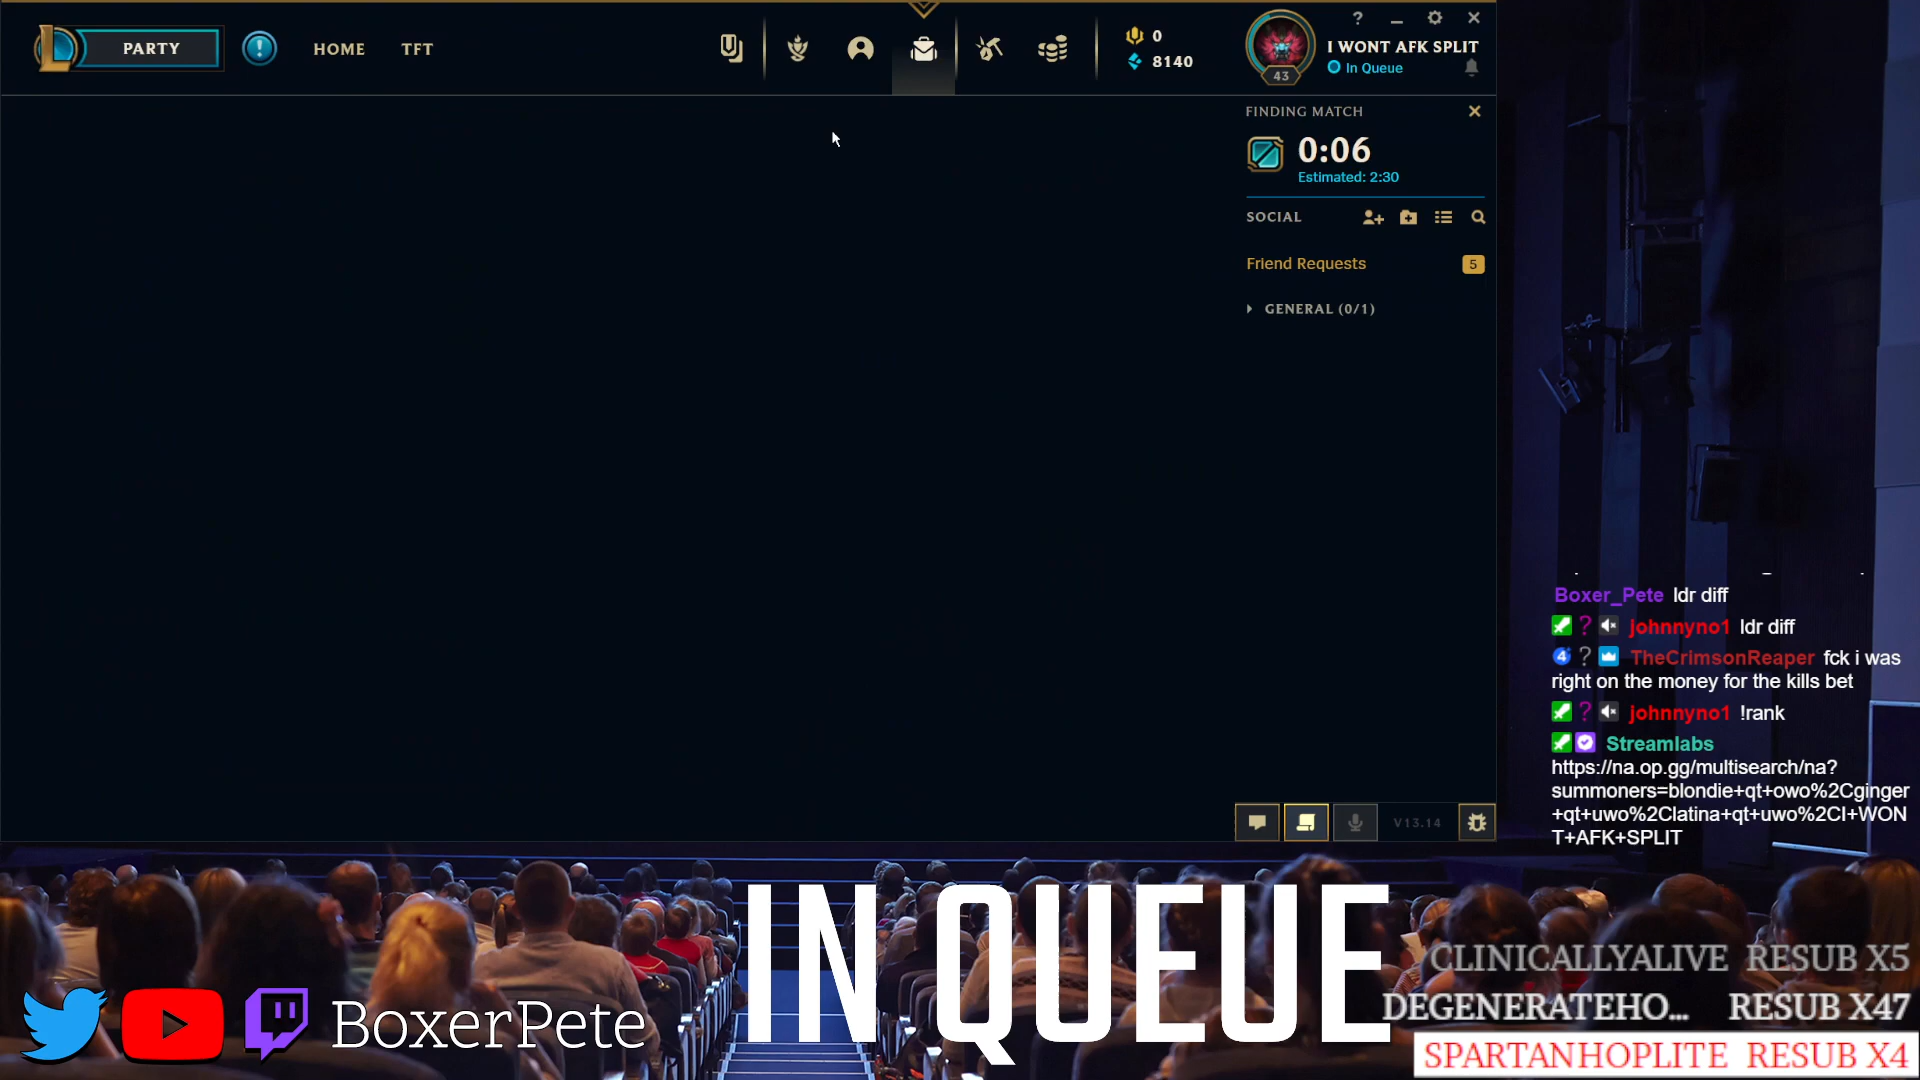 PARTY
HOME
TFT
0
8140
43
I WONT AFK SPLIT
In Queue
FINDING MATCH
0:06
Estimated: 2:30
SOCIAL
Friend Requests
5
GENERAL (0/1)
V13.14
Boxer_Pete ldr diff
johnnyno1 ldr diff
TheCrimsonReaper fck i was
right on the money for the kills bet
johnnyno1 !rank
Streamlabs
https://na.op.gg/multisearch/na?
summoners=blondie+qt+owo%2Cginger
+qt+uwo%2Clatina+qt+uwo%2CI+WON
T+AFK+SPLIT
IN QUEUE
BoxerPete
CLINICALLYALIVE RESUB X5
DEGENERATEHO... RESUB X47
SPARTANHOPLITE RESUB X4